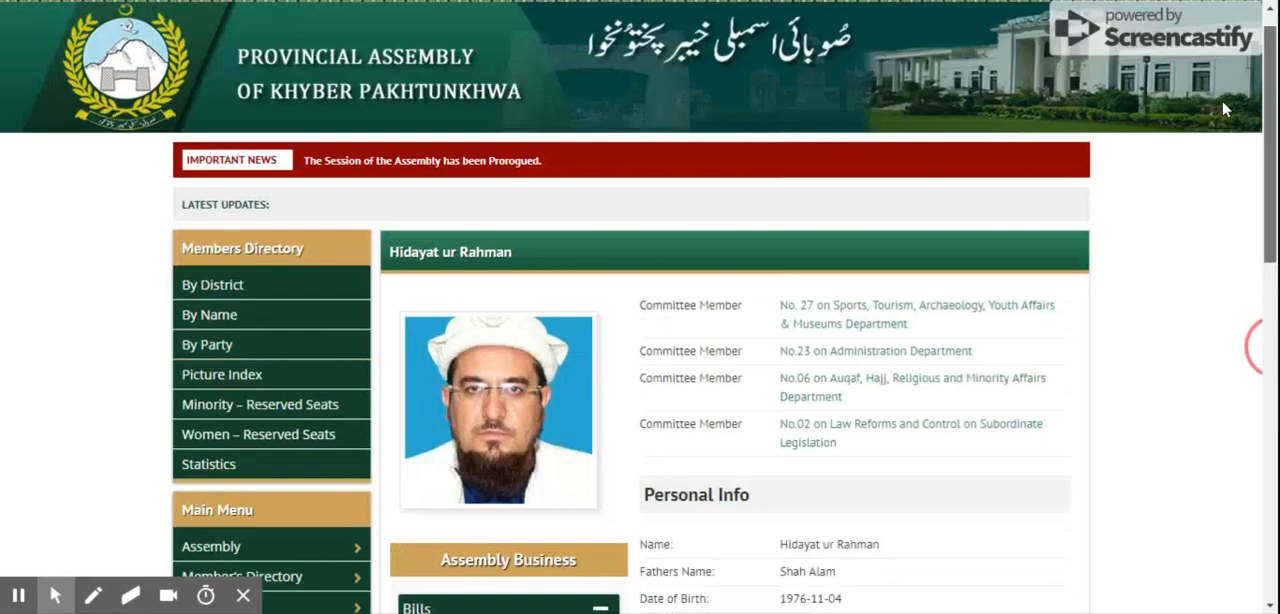 powered by
Screencastify
PROVINCIAL ASSEMBLY
OF KHYBER PAKHTUNKHWA
صُوبائی اسمبلی خیبر پختُونخوا
IMPORTANT NEWS
The Session of the Assembly has been Prorogued.
LATEST UPDATES:
Members Directory
By District
By Name
By Party
Picture Index
Minority – Reserved Seats
Women – Reserved Seats
Statistics
Main Menu
Assembly
Member's Directory
Hidayat ur Rahman
Committee Member
No. 27 on Sports, Tourism, Archaeology, Youth Affairs
& Museums Department
Committee Member
No.23 on Administration Department
Committee Member
No.06 on Auqaf, Hajj, Religious and Minority Affairs
Department
Committee Member
No.02 on Law Reforms and Control on Subordinate
Legislation
Personal Info
Name:
Hidayat ur Rahman
Fathers Name:
Shah Alam
Date of Birth:
1976-11-04
Assembly Business
Bills